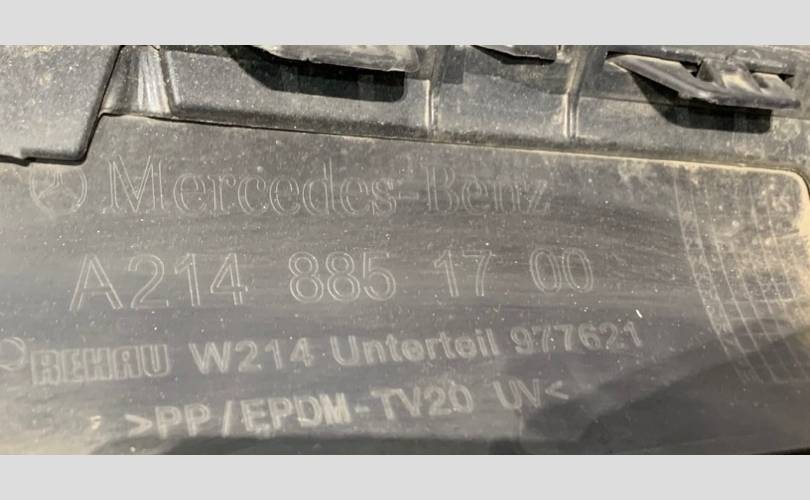 Mercedes-Benz
A214 885 17 00
REHAU W214 Unterteil 977621
>PP/EPDM-TV20 UV<